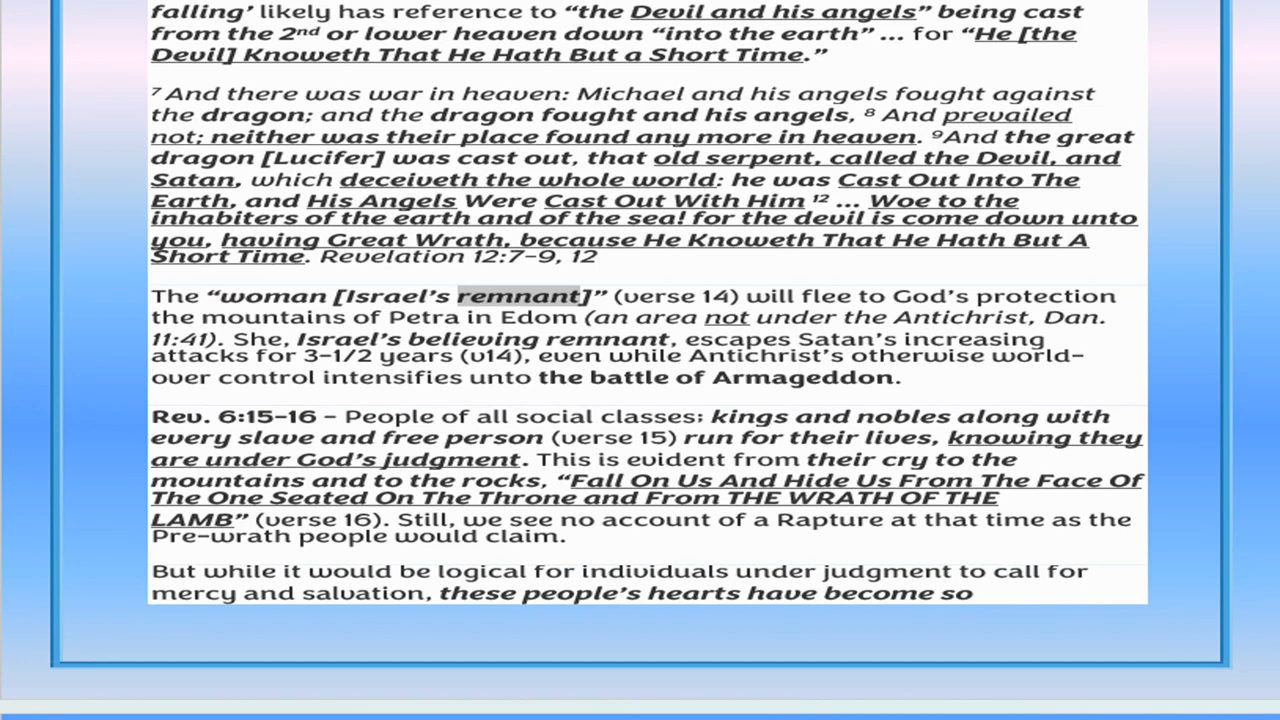 falling’ likely has reference to “the Devil and his angels” being cast
from the 2nd or lower heaven down “into the earth” ... for “He [the
Devil] Knoweth That He Hath But a Short Time.”
7 And there was war in heaven: Michael and his angels fought against
the dragon; and the dragon fought and his angels, 8 And prevailed
not; neither was their place found any more in heaven. 9And the great
dragon [Lucifer] was cast out, that old serpent, called the Devil, and
Satan, which deceiveth the whole world: he was Cast Out Into The
Earth, and His Angels Were Cast Out With Him 12 ... Woe to the
inhabiters of the earth and of the sea! for the devil is come down unto
you, having Great Wrath, because He Knoweth That He Hath But A
Short Time. Revelation 12:7-9, 12
The “woman [Israel’s remnant]” (verse 14) will flee to God’s protection
the mountains of Petra in Edom (an area not under the Antichrist, Dan.
11:41). She, Israel’s believing remnant, escapes Satan’s increasing
attacks for 3-1/2 years (v14), even while Antichrist’s otherwise world-
over control intensifies unto the battle of Armageddon.
Rev. 6:15-16 - People of all social classes; kings and nobles along with
every slave and free person (verse 15) run for their lives, knowing they
are under God’s judgment. This is evident from their cry to the
mountains and to the rocks, “Fall On Us And Hide Us From The Face Of
The One Seated On The Throne and From THE WRATH OF THE
LAMB” (verse 16). Still, we see no account of a Rapture at that time as the
Pre-wrath people would claim.
But while it would be logical for individuals under judgment to call for
mercy and salvation, these people’s hearts have become so